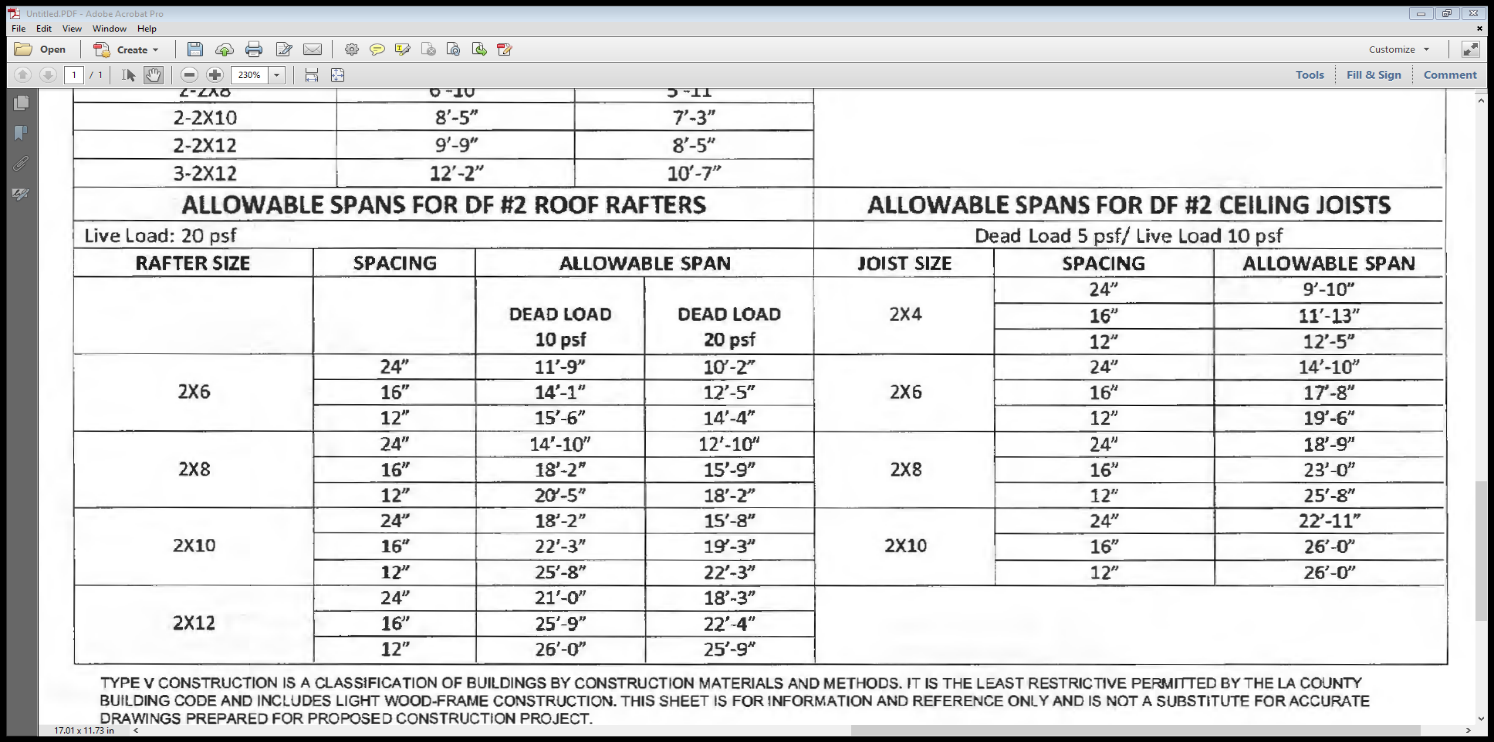 Untitled.PDF - Adobe Acrobat Pro
File Edit View Window Help
Open Create Customize
1 / 1 230% Tools Fill & Sign Comment
2-2X8 6'-10" 5'-11"
2-2X10 8'-5" 7'-3"
2-2X12 9'-9" 8'-5"
3-2X12 12'-2" 10'-7"
ALLOWABLE SPANS FOR DF #2 ROOF RAFTERS ALLOWABLE SPANS FOR DF #2 CEILING JOISTS
Live Load: 20 psf Dead Load 5 psf/ Live Load 10 psf
RAFTER SIZE SPACING ALLOWABLE SPAN JOIST SIZE SPACING ALLOWABLE SPAN
24" 9'-10"
DEAD LOAD DEAD LOAD 2X4 16" 11'-13"
10 psf 20 psf 12" 12'-5"
24" 11'-9" 10'-2" 24" 14'-10"
2X6 16" 14'-1" 12'-5" 2X6 16" 17'-8"
12" 15'-6" 14'-4" 12" 19'-6"
24" 14'-10" 12'-10" 24" 18'-9"
2X8 16" 18'-2" 15'-9" 2X8 16" 23'-0"
12" 20'-5" 18'-2" 12" 25'-8"
24" 18'-2" 15'-8" 24" 22'-11"
2X10 16" 22'-3" 19'-3" 2X10 16" 26'-0"
12" 25'-8" 22'-3" 12" 26'-0"
24" 21'-0" 18'-3"
2X12 16" 25'-9" 22'-4"
12" 26'-0" 25'-9"
TYPE V CONSTRUCTION IS A CLASSIFICATION OF BUILDINGS BY CONSTRUCTION MATERIALS AND METHODS. IT IS THE LEAST RESTRICTIVE PERMITTED BY THE LA COUNTY
BUILDING CODE AND INCLUDES LIGHT WOOD-FRAME CONSTRUCTION. THIS SHEET IS FOR INFORMATION AND REFERENCE ONLY AND IS NOT A SUBSTITUTE FOR ACCURATE
DRAWINGS PREPARED FOR PROPOSED CONSTRUCTION PROJECT.
17.01 x 11.73 in